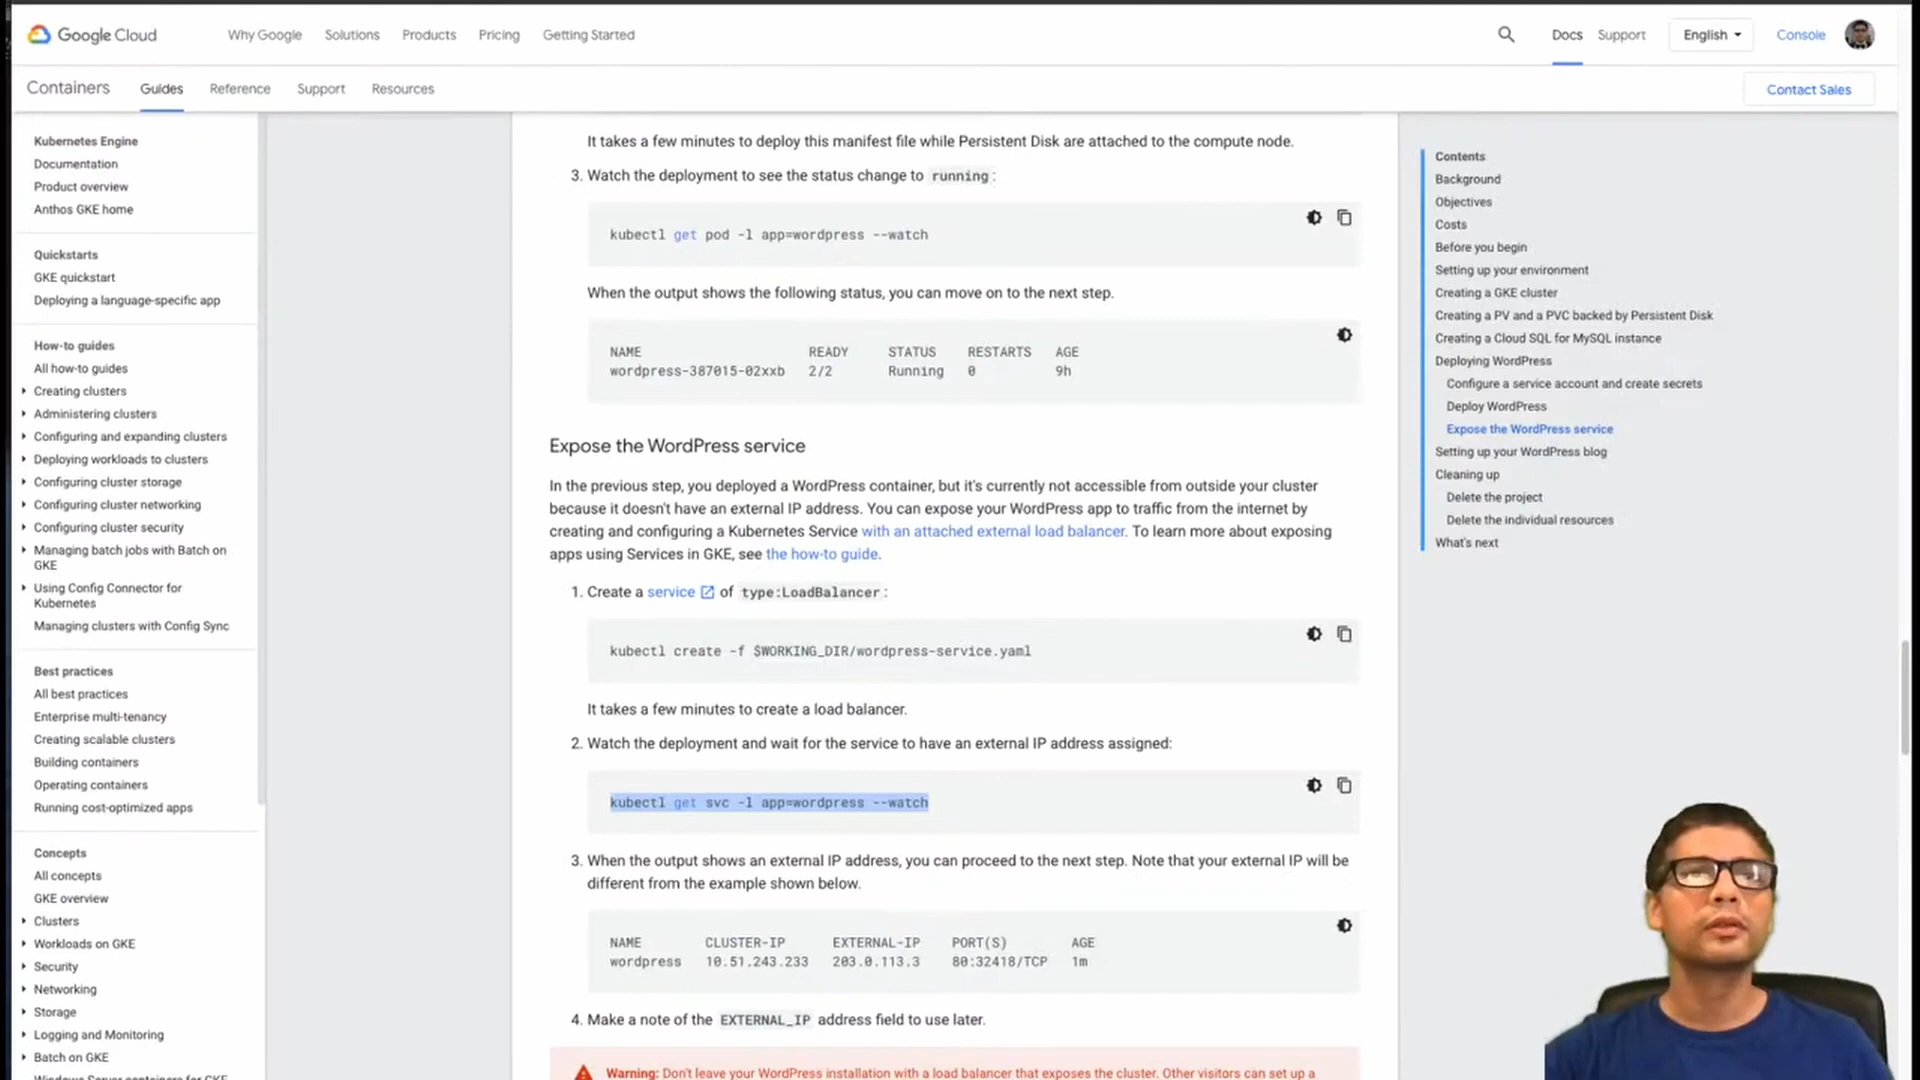 Google Cloud
Why Google
Solutions
Products
Pricing
Getting Started
Docs
Support
English
Console
Containers
Guides
Reference
Support
Resources
Contact Sales
Kubernetes Engine
Documentation
Product overview
Anthos GKE home
Quickstarts
GKE quickstart
Deploying a language-specific app
How-to guides
All how-to guides
Creating clusters
Administering clusters
Configuring and expanding clusters
Deploying workloads to clusters
Configuring cluster storage
Configuring cluster networking
Configuring cluster security
Managing batch jobs with Batch on
GKE
Using Config Connector for
Kubernetes
Managing clusters with Config Sync
Best practices
All best practices
Enterprise multi-tenancy
Creating scalable clusters
Building containers
Operating containers
Running cost-optimized apps
Concepts
All concepts
GKE overview
Clusters
Workloads on GKE
Security
Networking
Storage
Logging and Monitoring
Batch on GKE
Windows Server containers for GKE
It takes a few minutes to deploy this manifest file while Persistent Disk are attached to the compute node.
3. Watch the deployment to see the status change to running:
kubectl get pod -l app=wordpress --watch
When the output shows the following status, you can move on to the next step.
NAME READY STATUS RESTARTS AGE
wordpress-387015-02xxb 2/2 Running 0 9h
Expose the WordPress service
In the previous step, you deployed a WordPress container, but it's currently not accessible from outside your cluster
because it doesn't have an external IP address. You can expose your WordPress app to traffic from the internet by
creating and configuring a Kubernetes Service with an attached external load balancer. To learn more about exposing
apps using Services in GKE, see the how-to guide.
1. Create a service of type:LoadBalancer:
kubectl create -f $WORKING_DIR/wordpress-service.yaml
It takes a few minutes to create a load balancer.
2. Watch the deployment and wait for the service to have an external IP address assigned:
kubectl get svc -l app=wordpress --watch
3. When the output shows an external IP address, you can proceed to the next step. Note that your external IP will be
different from the example shown below.
NAME CLUSTER-IP EXTERNAL-IP PORT(S) AGE
wordpress 10.51.243.233 203.0.113.3 80:32418/TCP 1m
4. Make a note of the EXTERNAL_IP address field to use later.
Warning: Don't leave your WordPress installation with a load balancer that exposes the cluster. Other visitors can set up a
Contents
Background
Objectives
Costs
Before you begin
Setting up your environment
Creating a GKE cluster
Creating a PV and a PVC backed by Persistent Disk
Creating a Cloud SQL for MySQL instance
Deploying WordPress
Configure a service account and create secrets
Deploy WordPress
Expose the WordPress service
Setting up your WordPress blog
Cleaning up
Delete the project
Delete the individual resources
What's next